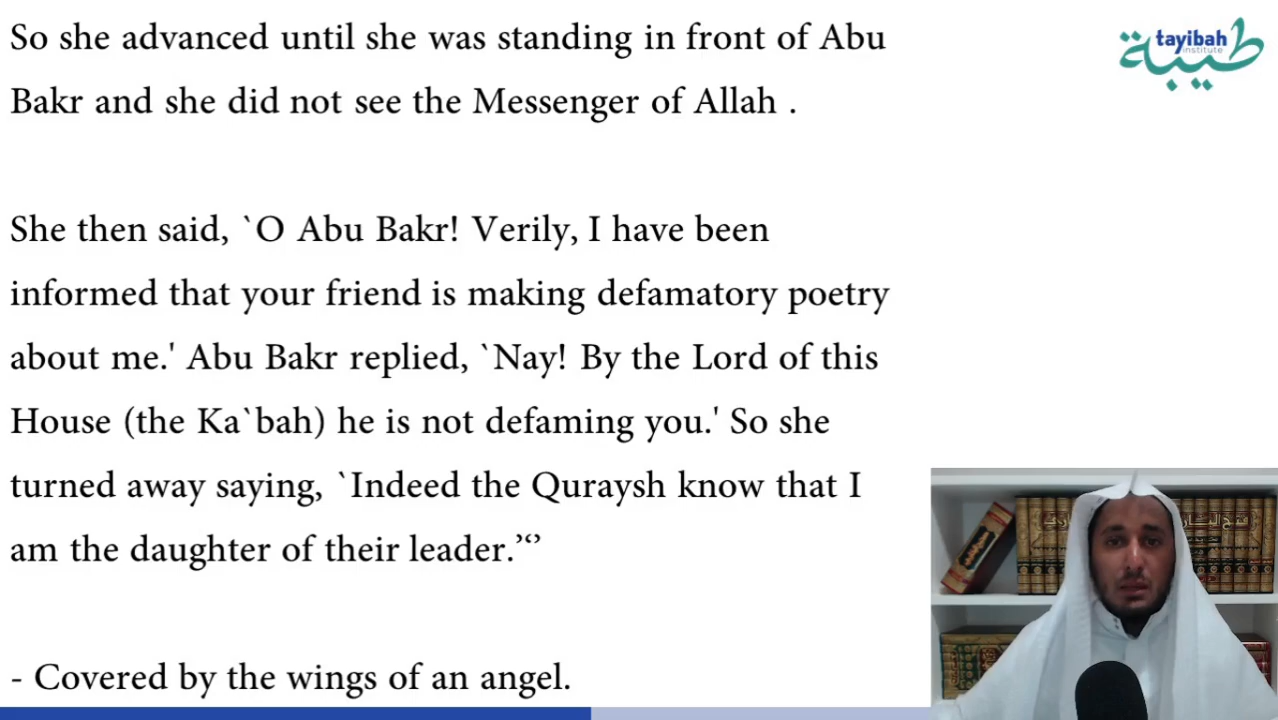 So she advanced until she was standing in front of Abu
Bakr and she did not see the Messenger of Allah .
She then said, `O Abu Bakr! Verily, I have been
informed that your friend is making defamatory poetry
about me.' Abu Bakr replied, `Nay! By the Lord of this
House (the Ka`bah) he is not defaming you.' So she
turned away saying, `Indeed the Quraysh know that I
am the daughter of their leader.’“”
- Covered by the wings of an angel.
tayibah
institute
طيبة